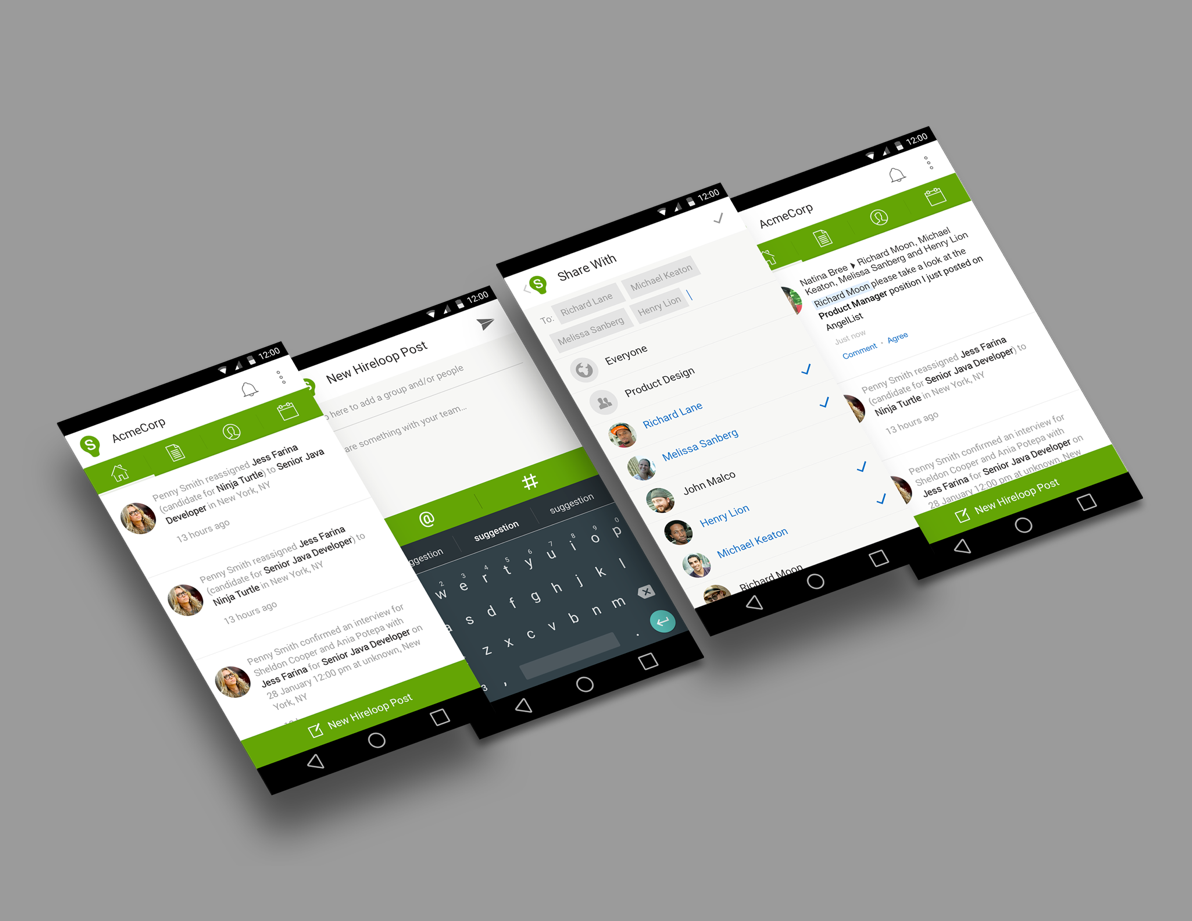 12:00
S
AcmeCorp
Penny Smith reassigned Jess Farina
(candidate for Ninja Turtle) to Senior Java
Developer in New York, NY
13 hours ago
Penny Smith reassigned Jess Farina
(candidate for Senior Java Developer) to
Ninja Turtle in New York, NY
13 hours ago
Penny Smith confirmed an interview for
Sheldon Cooper and Ania Potepa with
Jess Farina for Senior Java Developer on
28 January 12:00 pm at unknown, New
York, NY
New Hireloop Post
12:00
S
New Hireloop Post
here to add a group and/or people
are something with your team...
@ #
suggestion suggestion
2 3 4 5 6 7 8 9 0
w e r t y u i o p
a s d f g h j k l
z x c v b n m
, .
12:00
S
Share With
To: Richard Lane Michael Keaton
Melissa Sanberg Henry Lion
Everyone
Product Design
Richard Lane
Melissa Sanberg
John Malco
Henry Lion
Michael Keaton
Richard Moon
12:00
AcmeCorp
Natina Bree Richard Moon, Michael
Keaton, Melissa Sanberg and Henry Lion
Richard Moon please take a look at the
Product Manager position I just posted on
AngelList
Just now
Comment · Agree
Penny Smith reassigned Jess Farina
(candidate for Senior Java Developer) to
Ninja Turtle in New York, NY
13 hours ago
Penny Smith confirmed an interview for
Sheldon Cooper and Ania Potepa with
Jess Farina for Senior Java Developer on
28 January 12:00 pm at unknown, New
New Hireloop Post